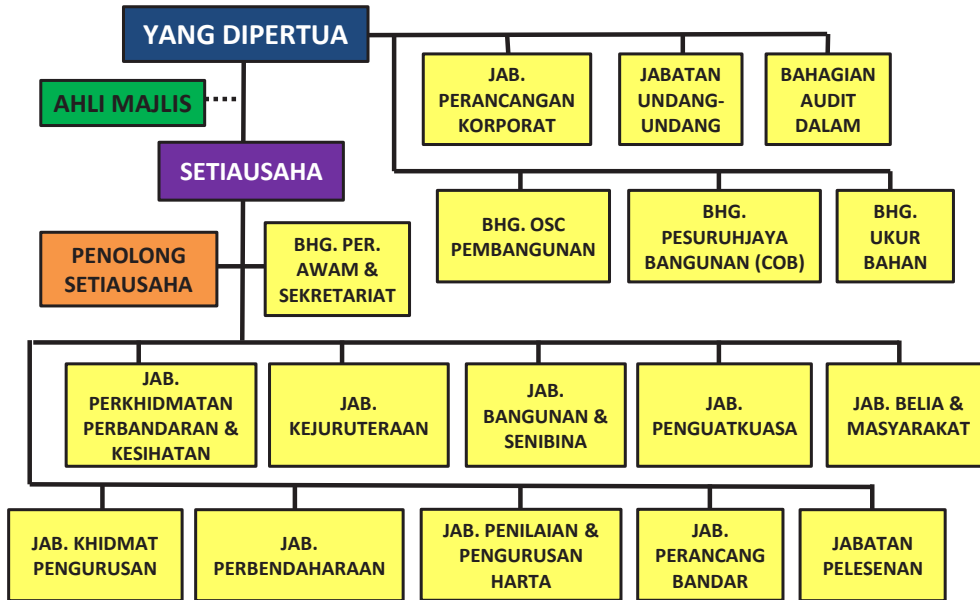 YANG DIPERTUA
JAB.
PERANCANGAN
KORPORAT
JABATAN
UNDANG-
UNDANG
BAHAGIAN
AUDIT
DALAM
AHLI MAJLIS
SETIAUSAHA
BHG. OSC
PEMBANGUNAN
BHG.
PESURUHJAYA
BANGUNAN (COB)
BHG.
UKUR
BAHAN
PENOLONG
SETIAUSAHA
BHG. PER.
AWAM &
SEKRETARIAT
JAB.
PERKHIDMATAN
PERBANDARAN &
KESIHATAN
JAB.
KEJURUTERAAN
JAB.
BANGUNAN &
SENIBINA
JAB.
PENGUATKUASA
JAB. BELIA &
MASYARAKAT
JAB. KHIDMAT
PENGURUSAN
JAB.
PERBENDAHARAAN
JAB. PENILAIAN &
PENGURUSAN
HARTA
JAB.
PERANCANG
BANDAR
JABATAN
PELESENAN